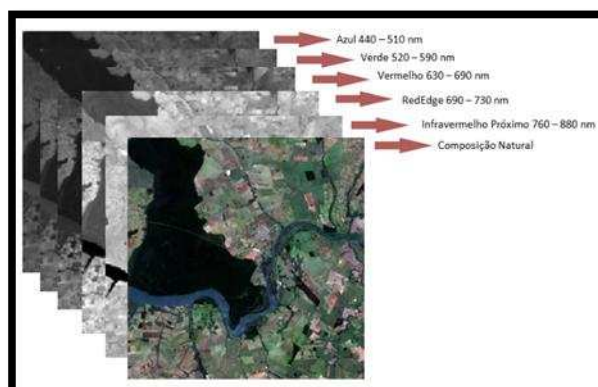 Azul 440 – 510 nm
Verde 520 – 590 nm
Vermelho 630 – 690 nm
RedEdge 690 – 730 nm
Infravermelho Próximo 760 – 880 nm
Composição Natural